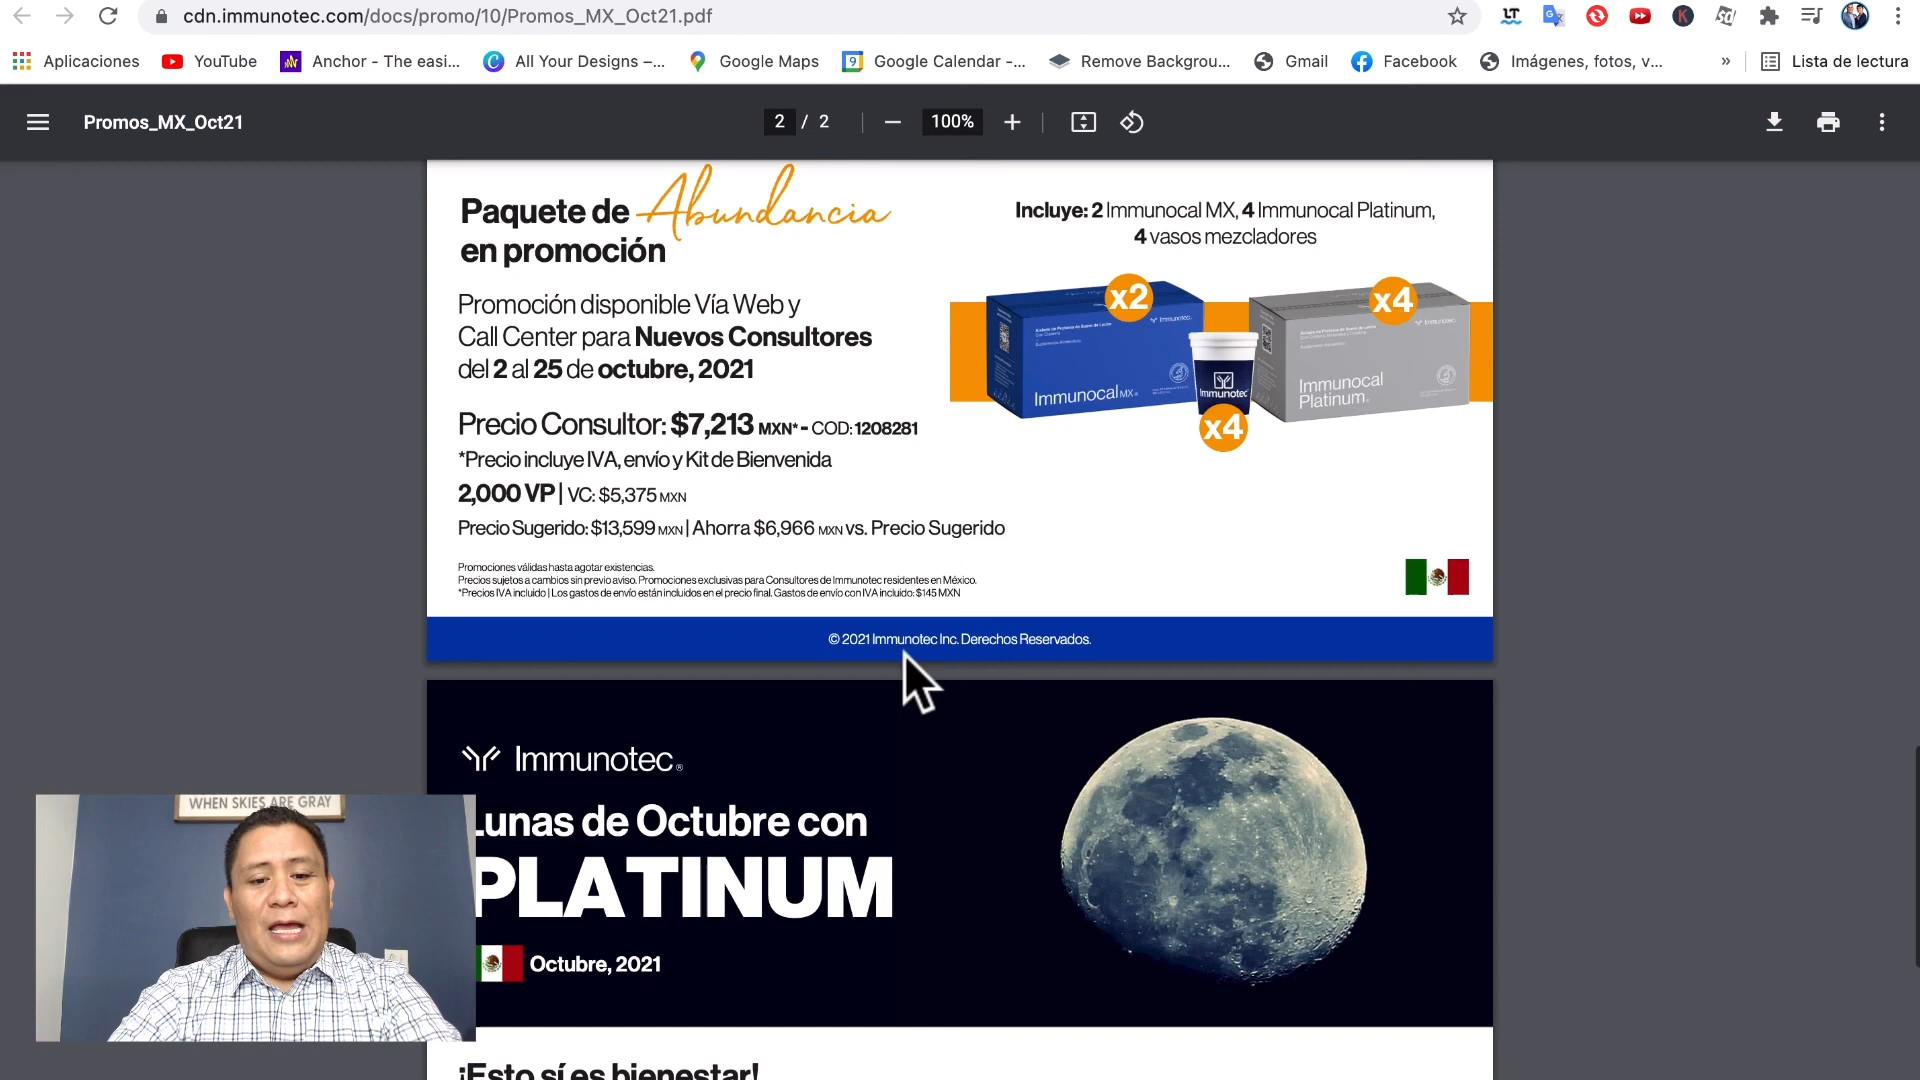 cdn.immunotec.com/docs/promo/10/Promos_MX_Oct21.pdf
Aplicaciones
YouTube
Anchor - The easi...
All Your Designs –...
Google Maps
Google Calendar -...
Remove Backgrou...
Gmail
Facebook
Imágenes, fotos, v...
»
Lista de lectura
Promos_MX_Oct21
2 / 2
100%
Paquete de Abundancia
en promoción
Promoción disponible Vía Web y
Call Center para Nuevos Consultores
del 2 al 25 de octubre, 2021
Precio Consultor: $7,213 MXN* - COD: 1208281
*Precio incluye IVA, envío y Kit de Bienvenida
2,000 VP | VC: $5,375 MXN
Precio Sugerido: $13,599 MXN | Ahorra $6,966 MXN vs. Precio Sugerido
Promociones válidas hasta agotar existencias.
Precios sujetos a cambios sin previo aviso. Promociones exclusivas para Consultores de Immunotec residentes en México.
*Precios IVA incluido | Los gastos de envío están incluidos en el precio final. Gastos de envío con IVA incluido: $145 MXN
Incluye: 2 Immunocal MX, 4 Immunocal Platinum,
4 vasos mezcladores
x2
x4
Immunotec
Immunotec
Immunocal MX
Immunotec
Immunocal
Platinum
x4
© 2021 Immunotec Inc. Derechos Reservados.
Immunotec®
Lunas de Octubre con
PLATINUM
Octubre, 2021
WHEN SKIES ARE GRAY
¡Esto sí es bienestar!